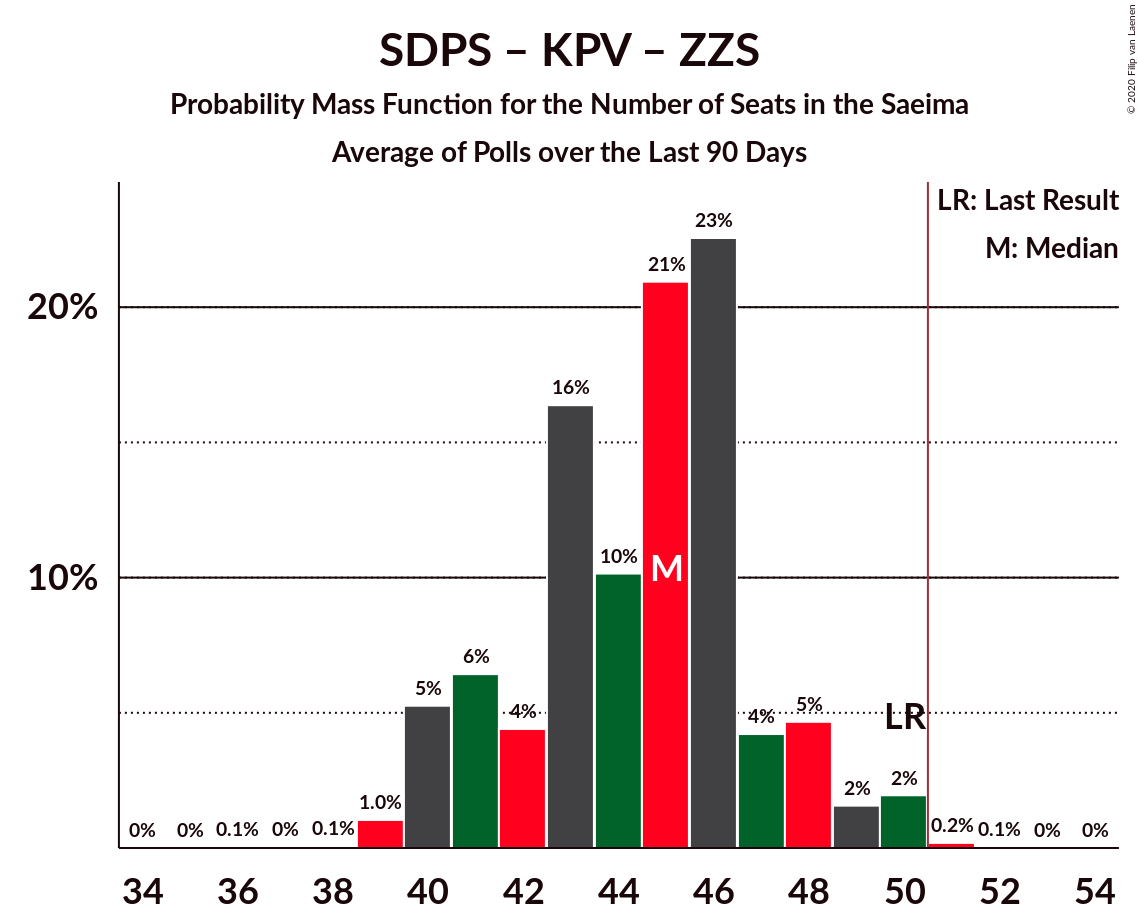 SDPS – KPV – ZZS
Probability Mass Function for the Number of Seats in the Saeima
Average of Polls over the Last 90 Days
© 2020 Filip van Laenen
LR: Last Result
M: Median
20%
10%
0%
0%
0.1%
0%
0.1%
1.0%
5%
6%
4%
16%
10%
21%
23%
4%
5%
2%
2%
0.2%
0.1%
0%
0%
M
LR
34 36 38 40 42 44 46 48 50 52 54